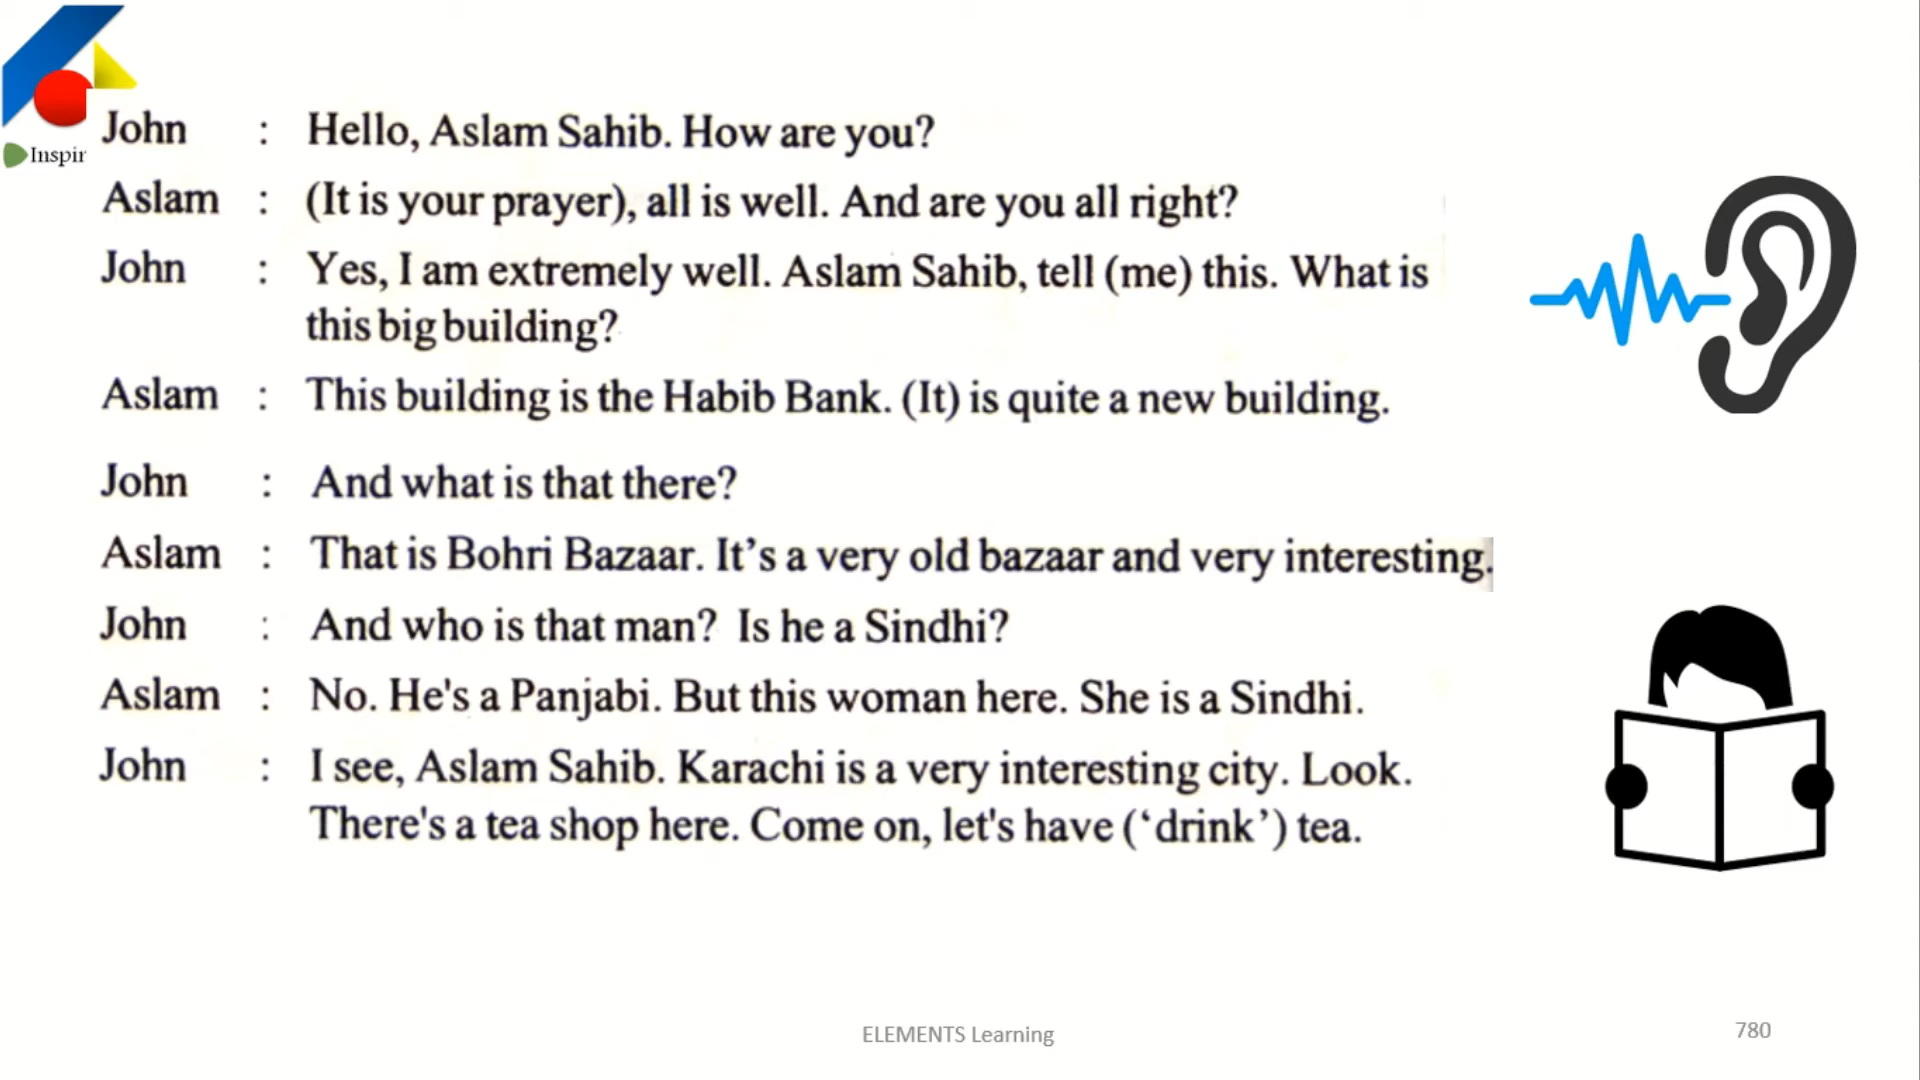 John : Hello, Aslam Sahib. How are you?
Inspir
Aslam : (It is your prayer), all is well. And are you all right?
John : Yes, I am extremely well. Aslam Sahib, tell (me) this. What is
this big building?
Aslam : This building is the Habib Bank. (It) is quite a new building.
John : And what is that there?
Aslam : That is Bohri Bazaar. It’s a very old bazaar and very interesting.
John : And who is that man? Is he a Sindhi?
Aslam : No. He's a Panjabi. But this woman here. She is a Sindhi.
John : I see, Aslam Sahib. Karachi is a very interesting city. Look.
There's a tea shop here. Come on, let's have (‘drink’) tea.
ELEMENTS Learning
780